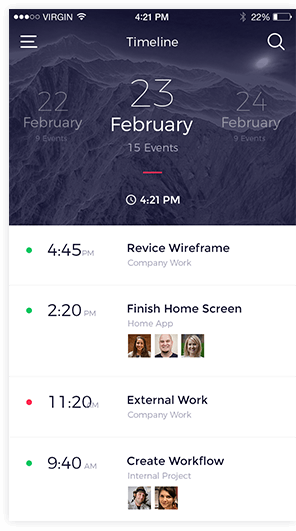 VIRGIN 4:21 PM 22%
Timeline
22 23 24
February February February
9 Events 15 Events 9 Events
4:21 PM
4:45 PM Revice Wireframe
Company Work
2:20 PM Finish Home Screen
Home App
11:20 PM External Work
Company Work
9:40 AM Create Workflow
Internal Project